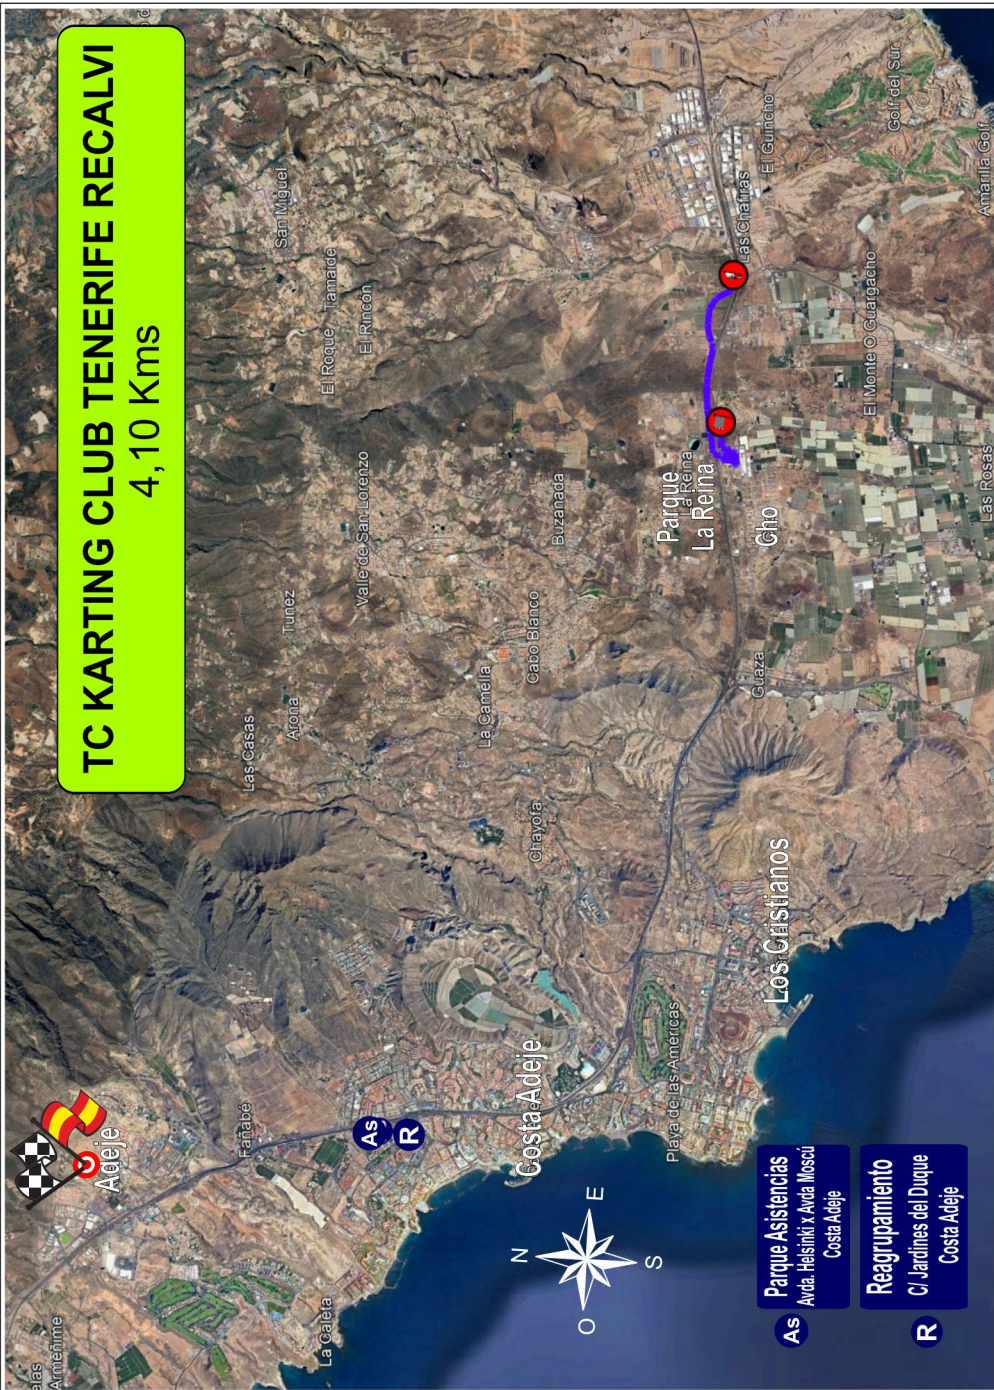 TC KARTING CLUB TENERIFE RECALVI
4,10 Kms
Adeje
Armeñime
La Caleta
Fañabé
As
R
Costa Adeje
Playa de las Américas
Los Cristianos
Las Casas
Arona
Tunez
Valle de San Lorenzo
La Camella
Cabo Blanco
Chayofa
Buzanada
Guaza
San Miguel
El Roque
Tamaide
El Rincón
Parque
La Reina
La Reina
Cho
Las Chafiras
El Guincho
Golf del Sur
Amarilla Golf
El Monte O Guargacho
Las Rosas
N
E
S
O
As
Parque Asistencias
Avda. Helsinki x Avda Moscú
Costa Adeje
R
Reagrupamiento
C/ Jardines del Duque
Costa Adeje